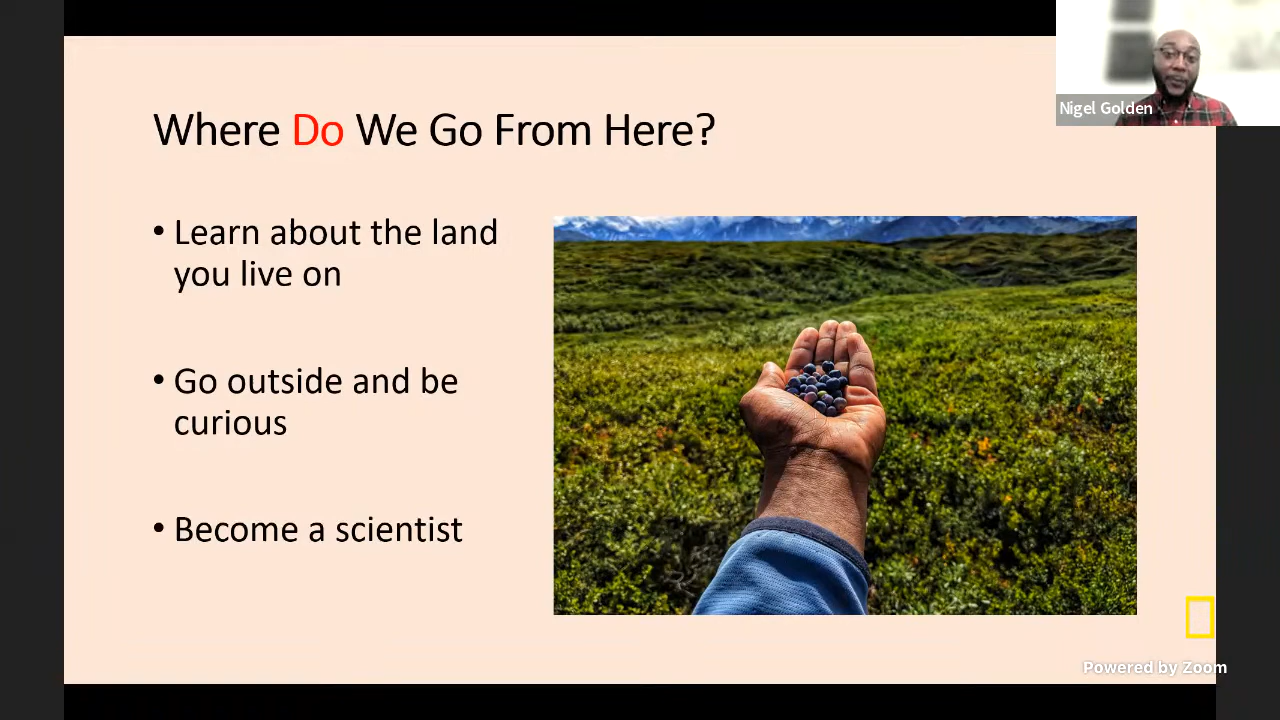 Nigel Golden
Where Do We Go From Here?
• Learn about the land
you live on
• Go outside and be
curious
• Become a scientist
Powered by Zoom